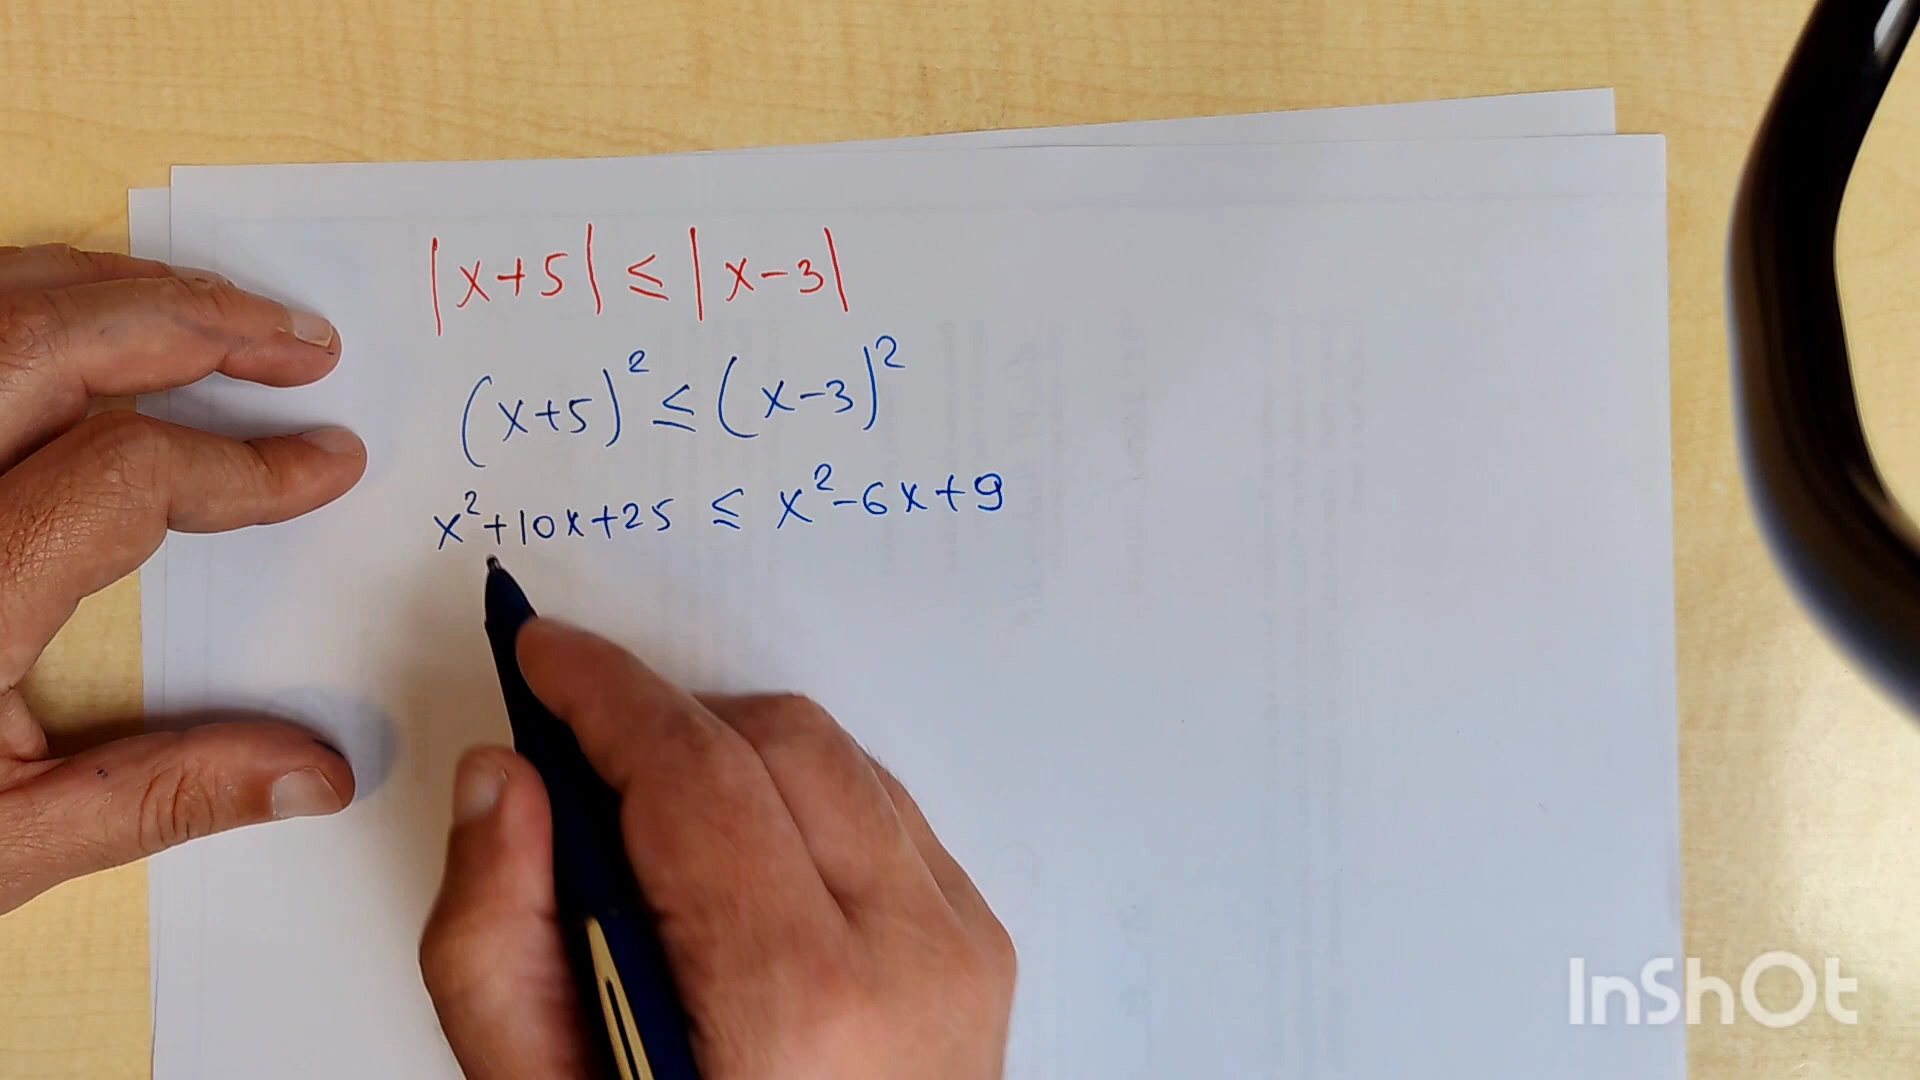 |x+5| ≤ |x-3|
(x+5)² ≤ (x-3)²
x²+10x+25 ≤ x²-6x+9
InShOt